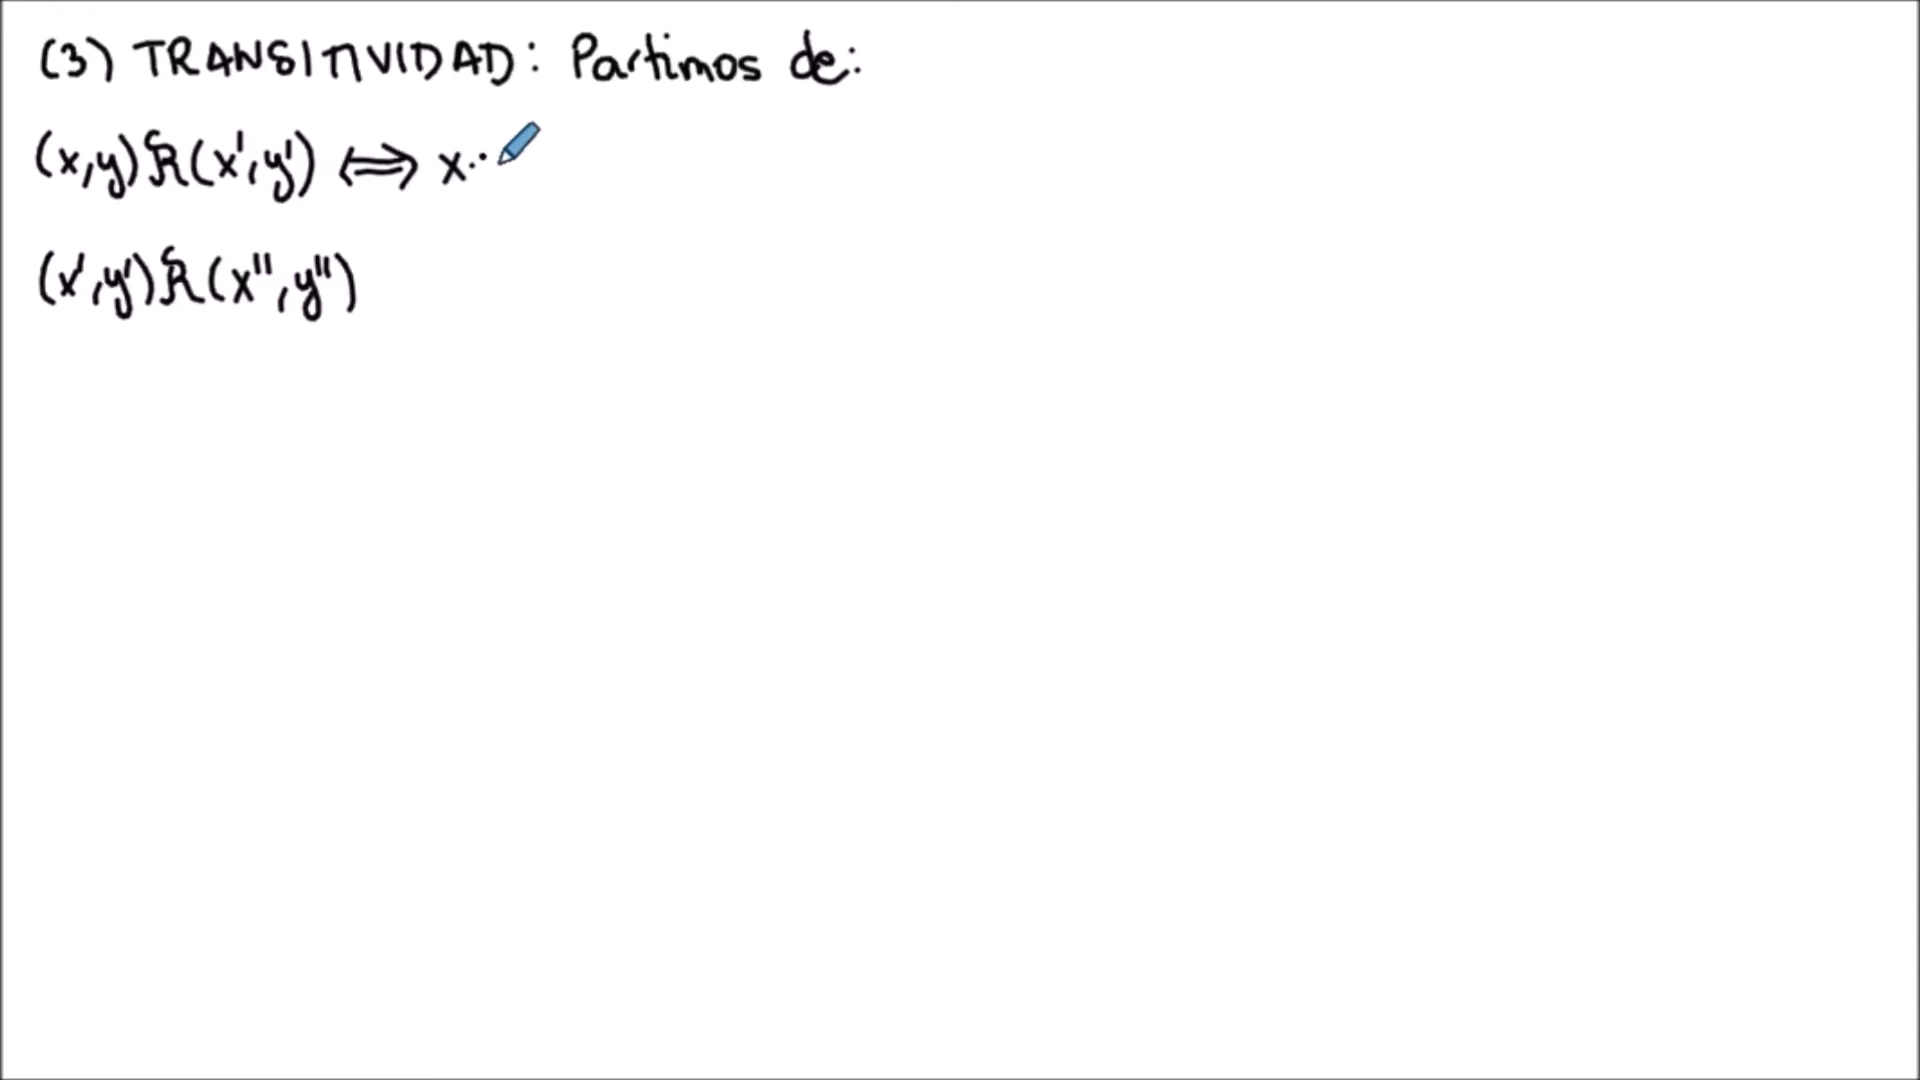 (3) TRANSITIVIDAD: Partimos de:
(x,y)ℜ(x',y') ⟺ x·
(x',y')ℜ(x'',y'')